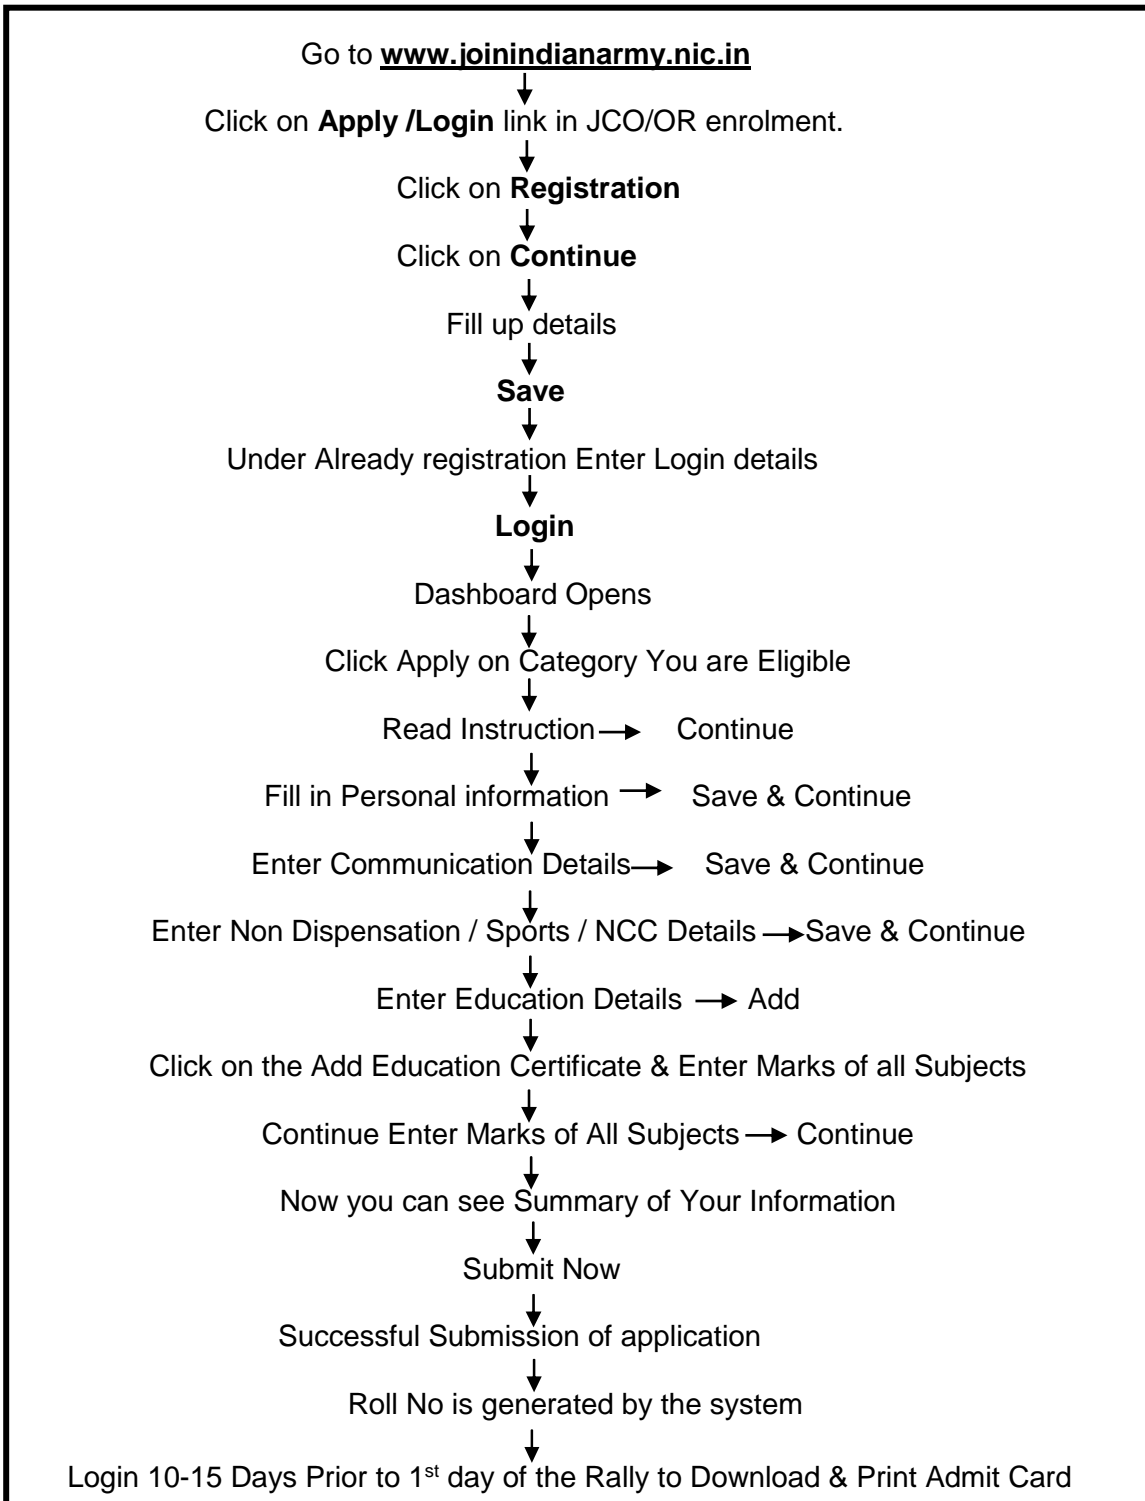 Go to www.joinindianarmy.nic.in
Click on Apply /Login link in JCO/OR enrolment.
Click on Registration
Click on Continue
Fill up details
Save
Under Already registration Enter Login details
Login
Dashboard Opens
Click Apply on Category You are Eligible
Read Instruction → Continue
Fill in Personal information → Save & Continue
Enter Communication Details → Save & Continue
Enter Non Dispensation / Sports / NCC Details → Save & Continue
Enter Education Details → Add
Click on the Add Education Certificate & Enter Marks of all Subjects
Continue Enter Marks of All Subjects → Continue
Now you can see Summary of Your Information
Submit Now
Successful Submission of application
Roll No is generated by the system
Login 10-15 Days Prior to 1st day of the Rally to Download & Print Admit Card